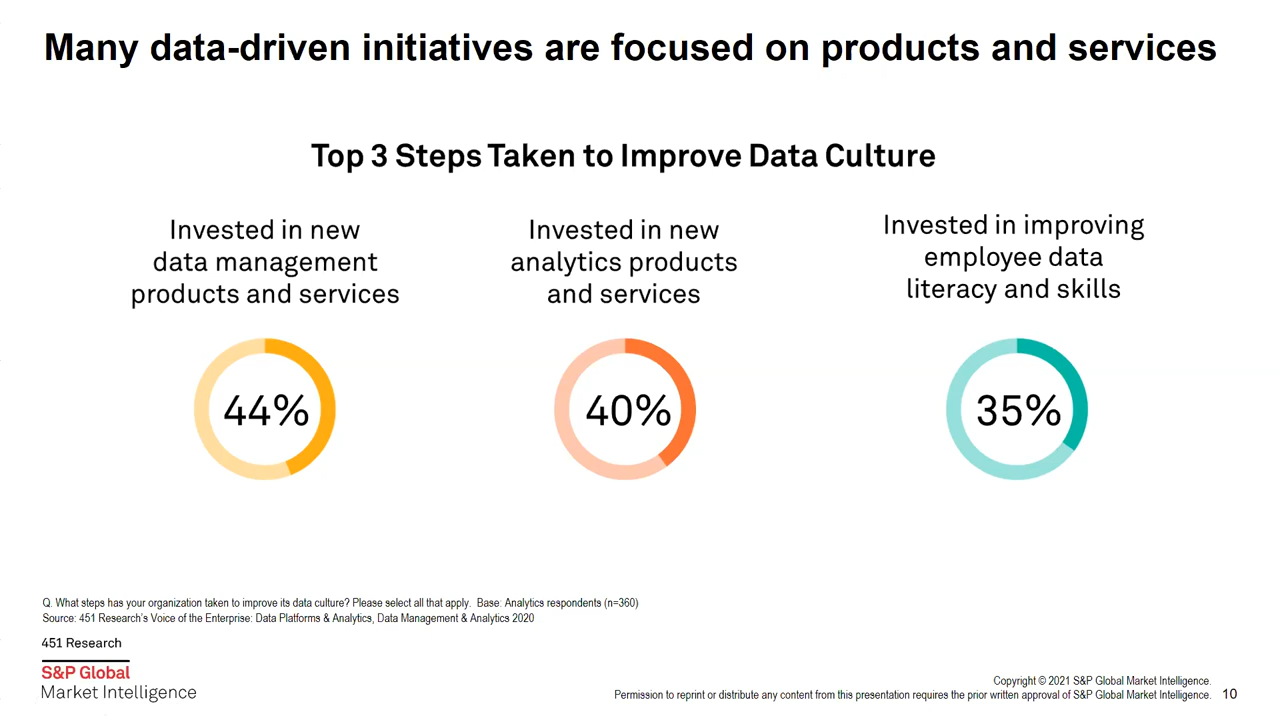 Many data-driven initiatives are focused on products and services
Top 3 Steps Taken to Improve Data Culture
Invested in new
data management
products and services
44%
Invested in new
analytics products
and services
40%
Invested in improving
employee data
literacy and skills
35%
Q. What steps has your organization taken to improve its data culture? Please select all that apply.  Base: Analytics respondents (n=360)
Source: 451 Research's Voice of the Enterprise: Data Platforms & Analytics, Data Management & Analytics 2020
451 Research
S&P Global
Market Intelligence
Copyright © 2021 S&P Global Market Intelligence.
Permission to reprint or distribute any content from this presentation requires the prior written approval of S&P Global Market Intelligence. 10